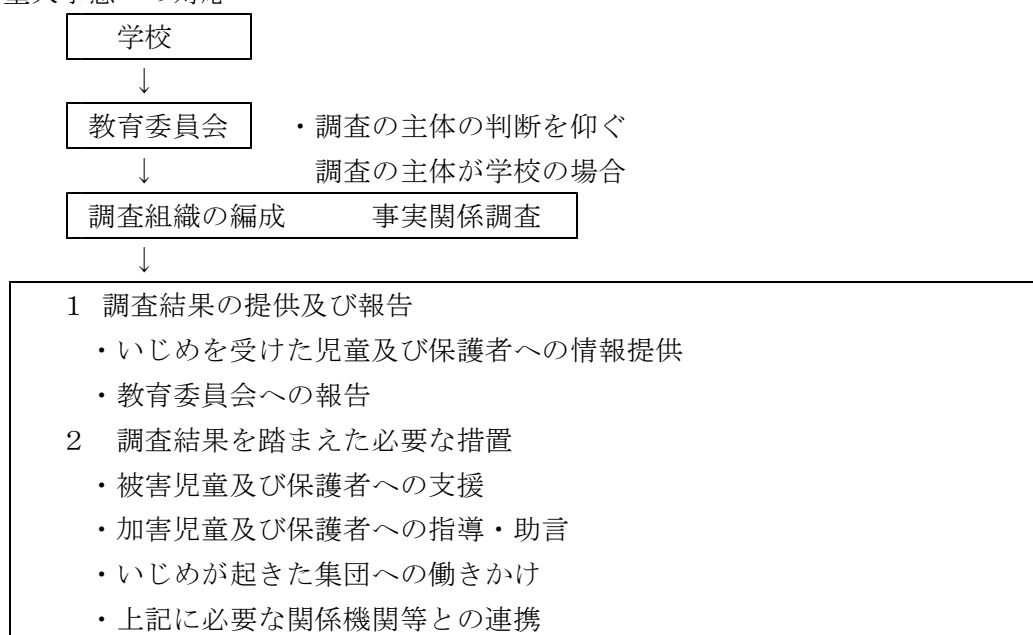 学校
↓
教育委員会 ・調査の主体の判断を仰ぐ
↓ 調査の主体が学校の場合
調査組織の編成 事実関係調査
↓
1 調査結果の提供及び報告
・いじめを受けた児童及び保護者への情報提供
・教育委員会への報告
2 調査結果を踏まえた必要な措置
・被害児童及び保護者への支援
・加害児童及び保護者への指導・助言
・いじめが起きた集団への働きかけ
・上記に必要な関係機関等との連携